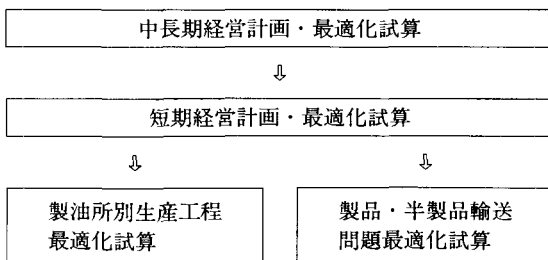 中長期経営計画・最適化試算
⇩
短期経営計画・最適化試算
⇩ ⇩
製油所別生産工程
最適化試算
製品・半製品輸送
問題最適化試算